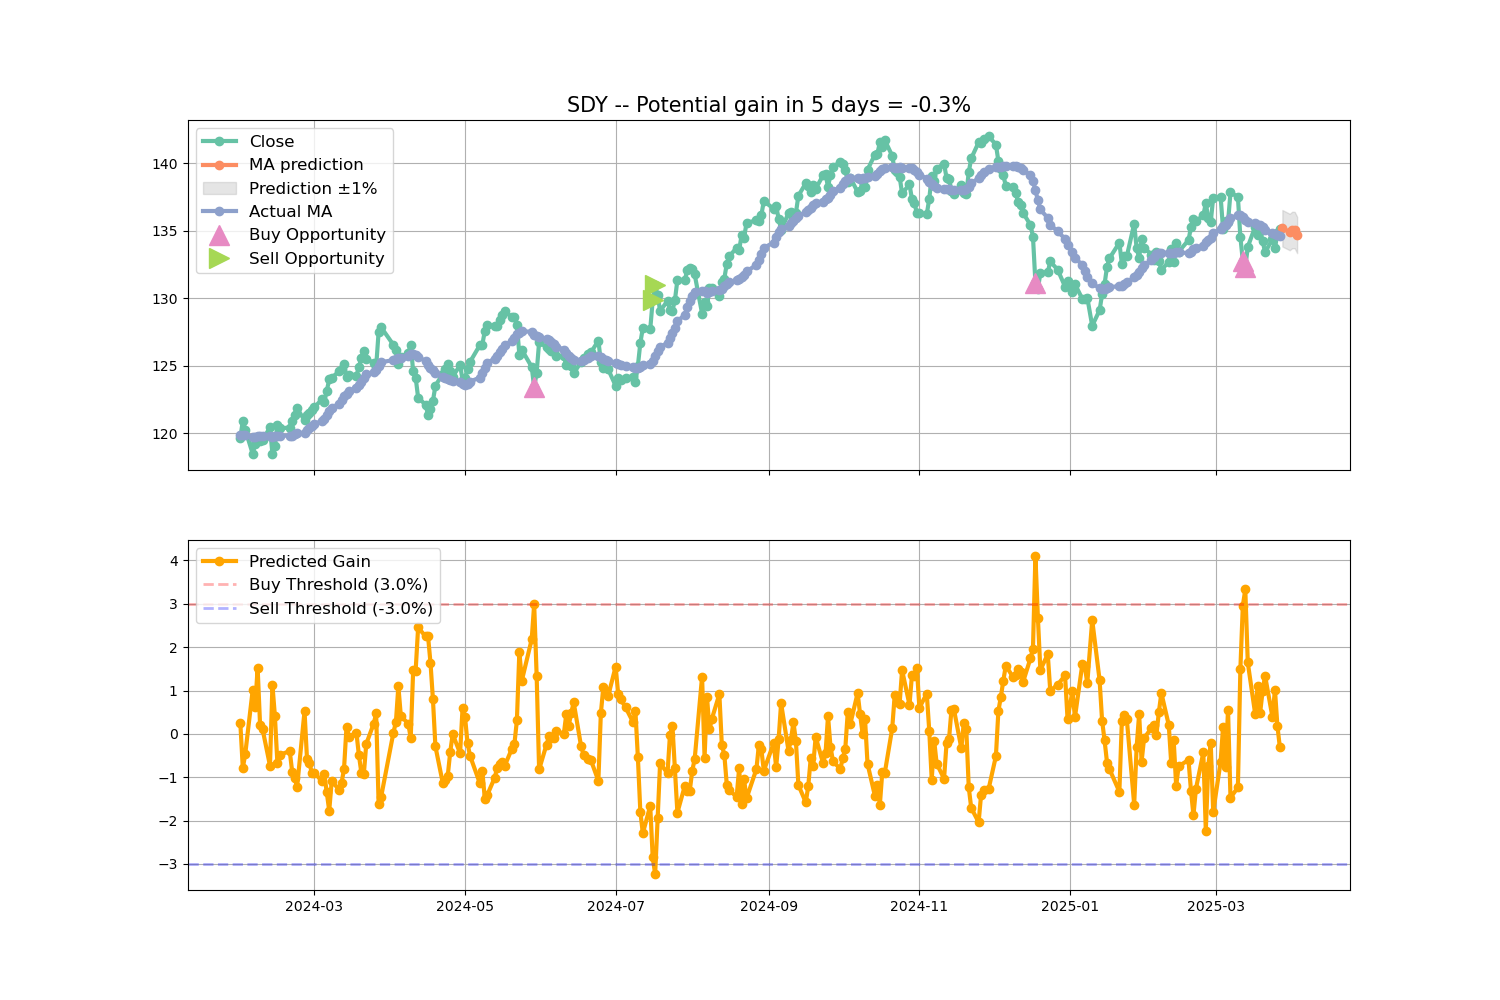 SDY -- Potential gain in 5 days = -0.3%
Close
MA prediction
Prediction ±1%
Actual MA
Buy Opportunity
Sell Opportunity
140
135
130
125
120
Predicted Gain
Buy Threshold (3.0%)
Sell Threshold (-3.0%)
4
3
2
1
0
−1
−2
−3
2024-03 2024-05 2024-07 2024-09 2024-11 2025-01 2025-03